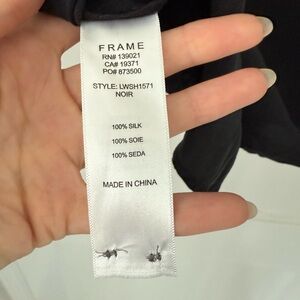 FRAME
RN# 139021
CA# 19371
PO# 873500
STYLE: LWSH1571
NOIR
100% SILK
100% SOIE
100% SEDA
MADE IN CHINA